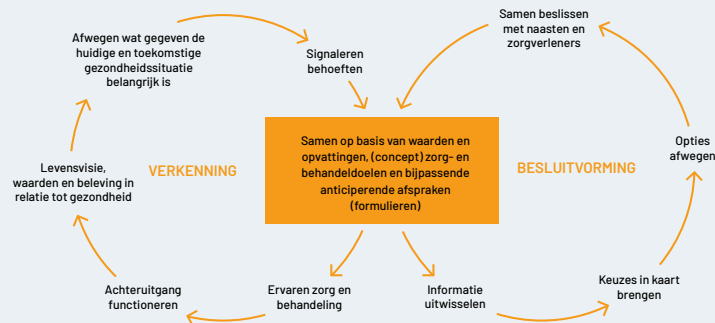 Afwegen wat gegeven de
huidige en toekomstige
gezondheidssituatie
belangrijk is
Signaleren
behoeften
Samen beslissen
met naasten en
zorgverleners
Samen op basis van waarden en
opvattingen, (concept) zorg- en
behandeldoelen en bijpassende
anticiperende afspraken
(formuleren)
VERKENNING
BESLUITVORMING
Opties
afwegen
Levensvisie,
waarden en beleving in
relatie tot gezondheid
Achteruitgang
functioneren
Ervaren zorg en
behandeling
Informatie
uitwisselen
Keuzes in kaart
brengen